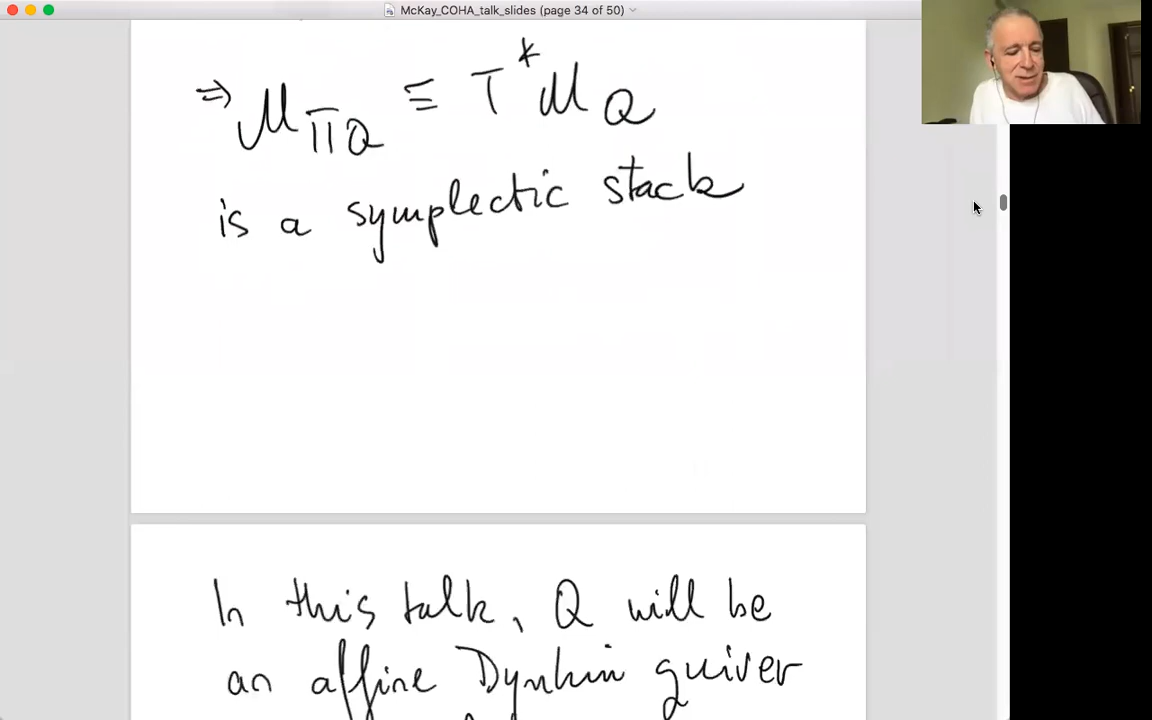 McKay_COHA_talk_slides (page 34 of 50)
⇒ M_ΠQ ≡ T*M_Q
is a symplectic stack
In this talk, Q will be
an affine Dynkin quiver